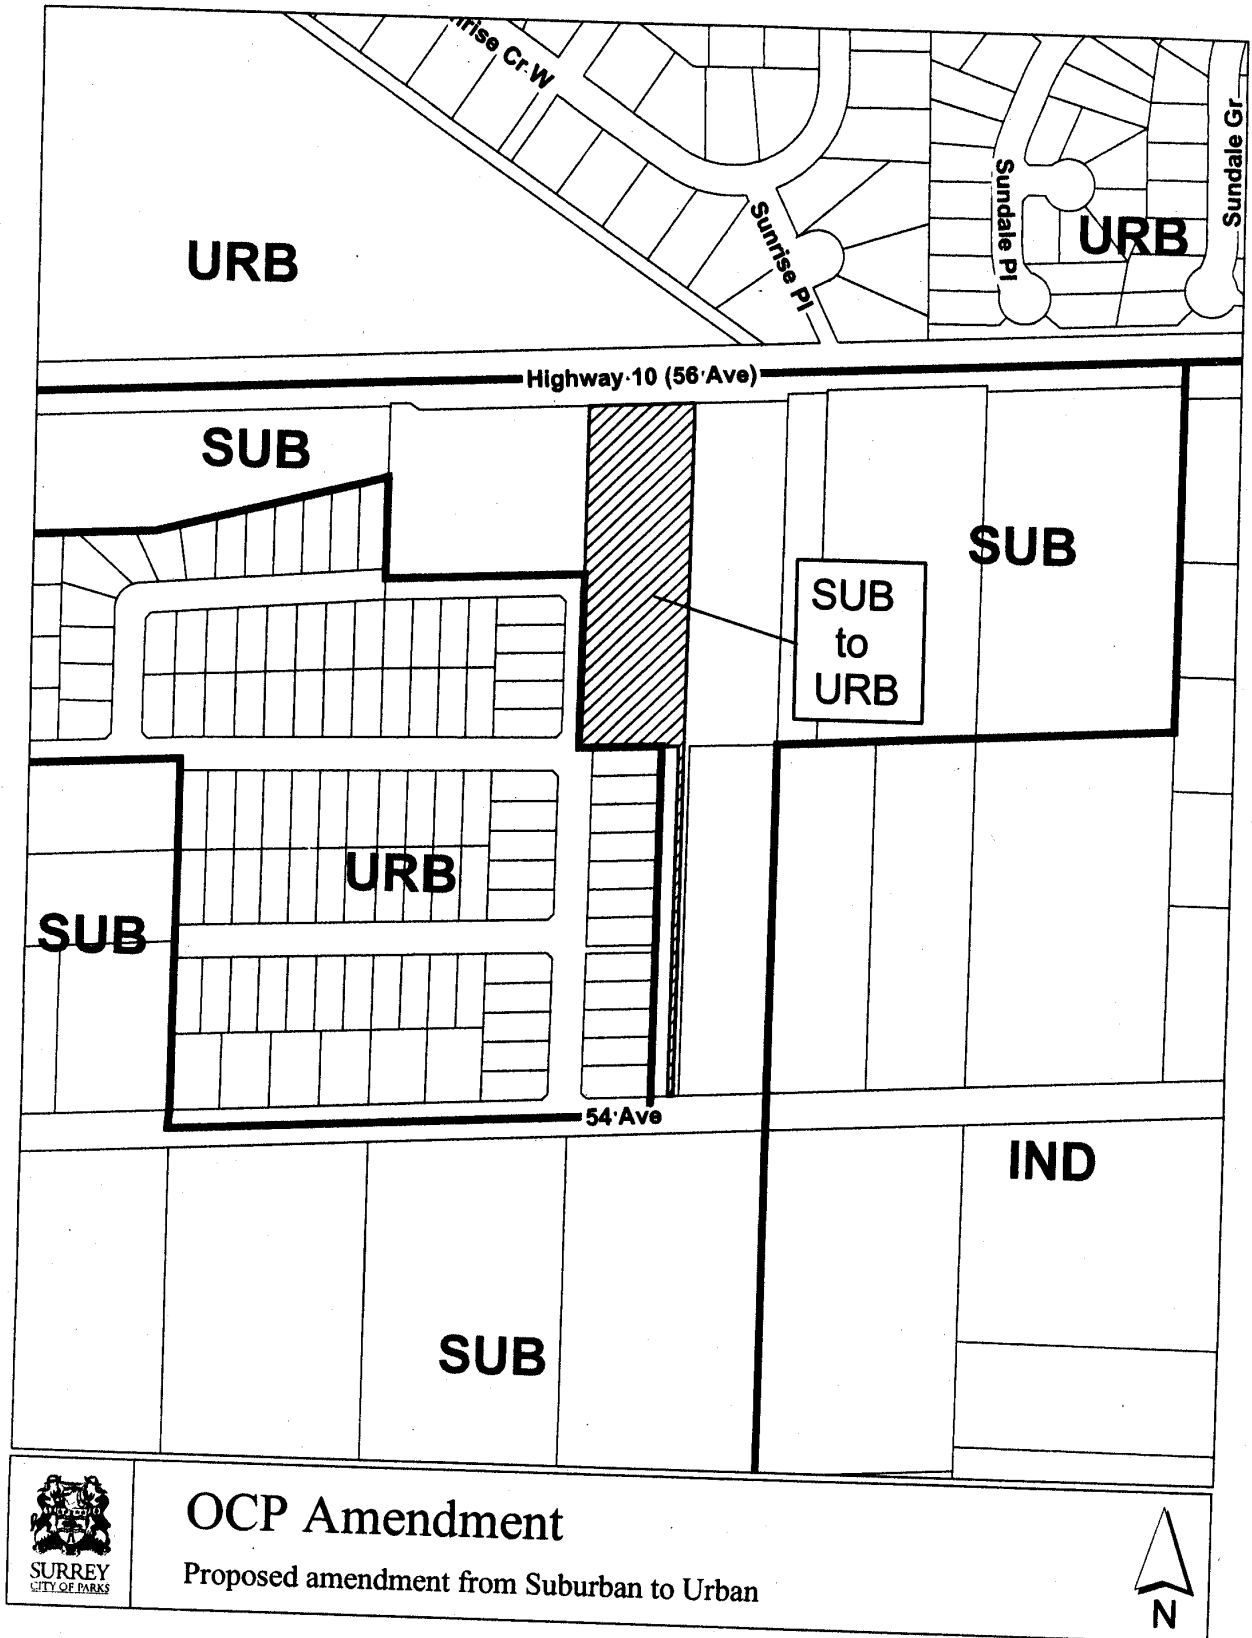 nrise Cr W
Sunrise Pl
Sundale Pl
Sundale Gr
URB
URB
Highway 10 (56 Ave)
SUB
SUB
SUB
to
URB
URB
SUB
54 Ave
IND
SUB
SURREY
CITY OF PARKS
OCP Amendment
Proposed amendment from Suburban to Urban
N